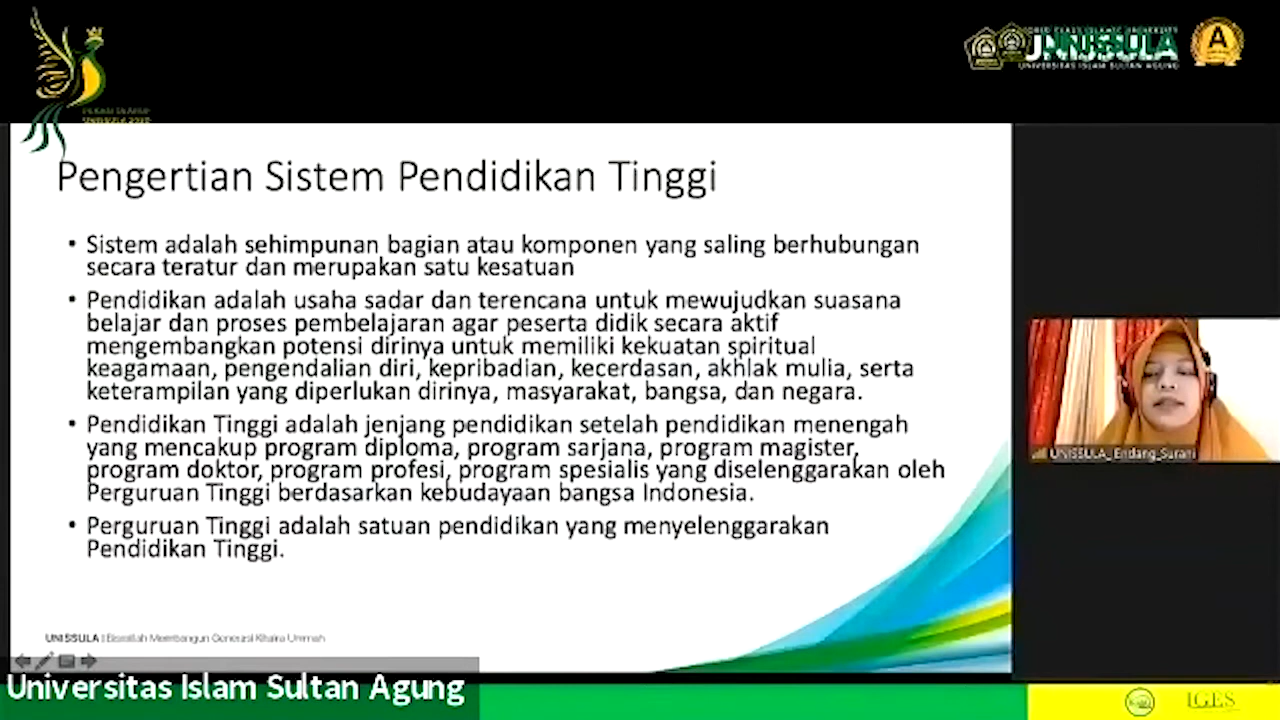 UNISSULA
UNIVERSITAS ISLAM SULTAN AGUNG
A
Pengertian Sistem Pendidikan Tinggi
• Sistem adalah sehimpunan bagian atau komponen yang saling berhubungan
secara teratur dan merupakan satu kesatuan
• Pendidikan adalah usaha sadar dan terencana untuk mewujudkan suasana
belajar dan proses pembelajaran agar peserta didik secara aktif
mengembangkan potensi dirinya untuk memiliki kekuatan spiritual
keagamaan, pengendalian diri, kepribadian, kecerdasan, akhlak mulia, serta
keterampilan yang diperlukan dirinya, masyarakat, bangsa, dan negara.
• Pendidikan Tinggi adalah jenjang pendidikan setelah pendidikan menengah
yang mencakup program diploma, program sarjana, program magister,
program doktor, program profesi, program spesialis yang diselenggarakan oleh
Perguruan Tinggi berdasarkan kebudayaan bangsa Indonesia.
• Perguruan Tinggi adalah satuan pendidikan yang menyelenggarakan
Pendidikan Tinggi.
UNISSULA_Endang_Surani
UNISSULA | Bismillah Membangun Generasi Khaira Ummah
Universitas Islam Sultan Agung
IGES